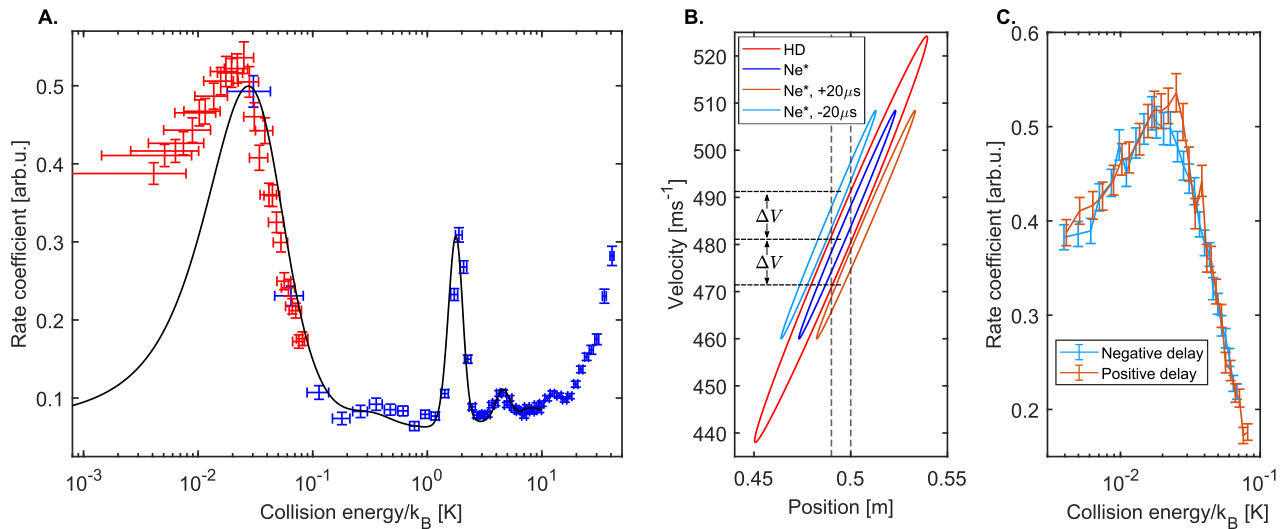 A.
Rate coefficient [arb.u.]
0.5
0.4
0.3
0.2
0.1
10⁻³
10⁻²
10⁻¹
10⁰
10¹
Collision energy/k_B [K]
B.
Velocity [ms⁻¹]
520
510
500
490
480
470
460
450
440
HD
Ne*
Ne*, +20μs
Ne*, -20μs
ΔV
ΔV
0.45
0.5
0.55
Position [m]
C.
Rate coefficient [arb.u.]
0.6
0.5
0.4
0.3
0.2
Negative delay
Positive delay
10⁻²
10⁻¹
Collision energy/k_B [K]